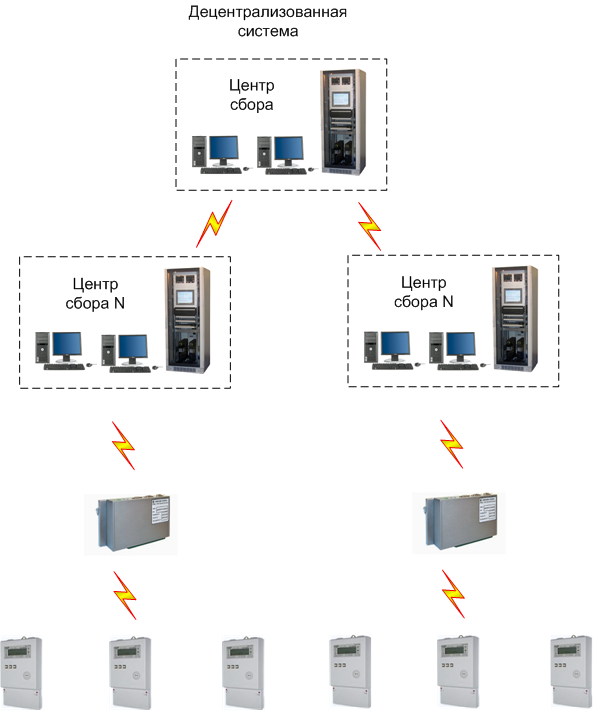 Децентрализованная
система
Центр
сбора
Центр
сбора N
Центр
сбора N